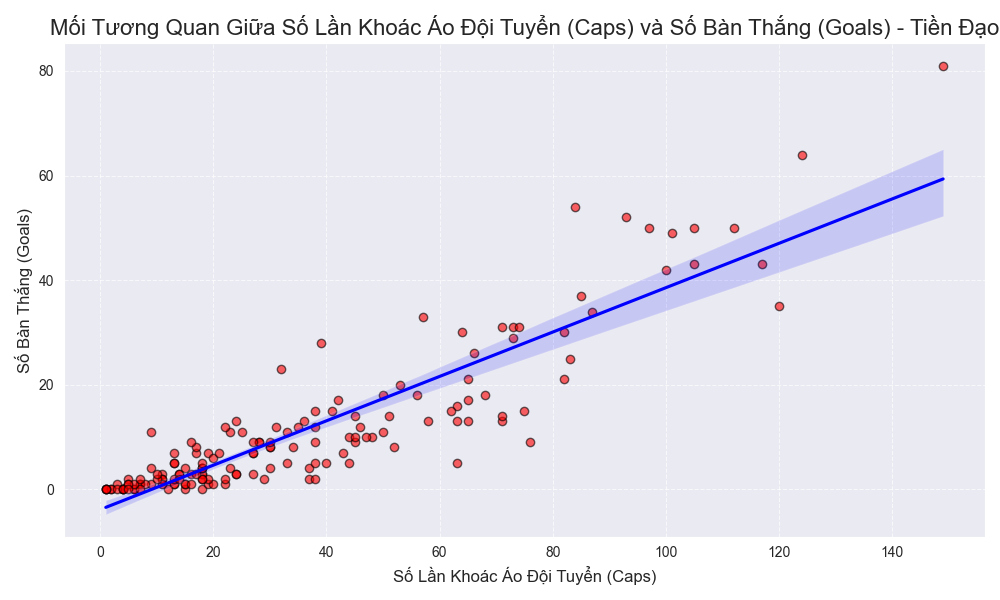 Mối Tương Quan Giữa Số Lần Khoác Áo Đội Tuyển (Caps) và Số Bàn Thắng (Goals) - Tiền Đạo
80
60
40
20
0
Số Bàn Thắng (Goals)
0 20 40 60 80 100 120 140
Số Lần Khoác Áo Đội Tuyển (Caps)